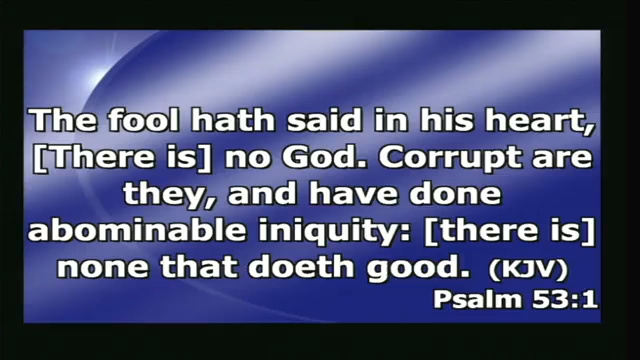 The fool hath said in his heart,
[There is] no God. Corrupt are
they, and have done
abominable iniquity: [there is]
none that doeth good. (KJV)
Psalm 53:1